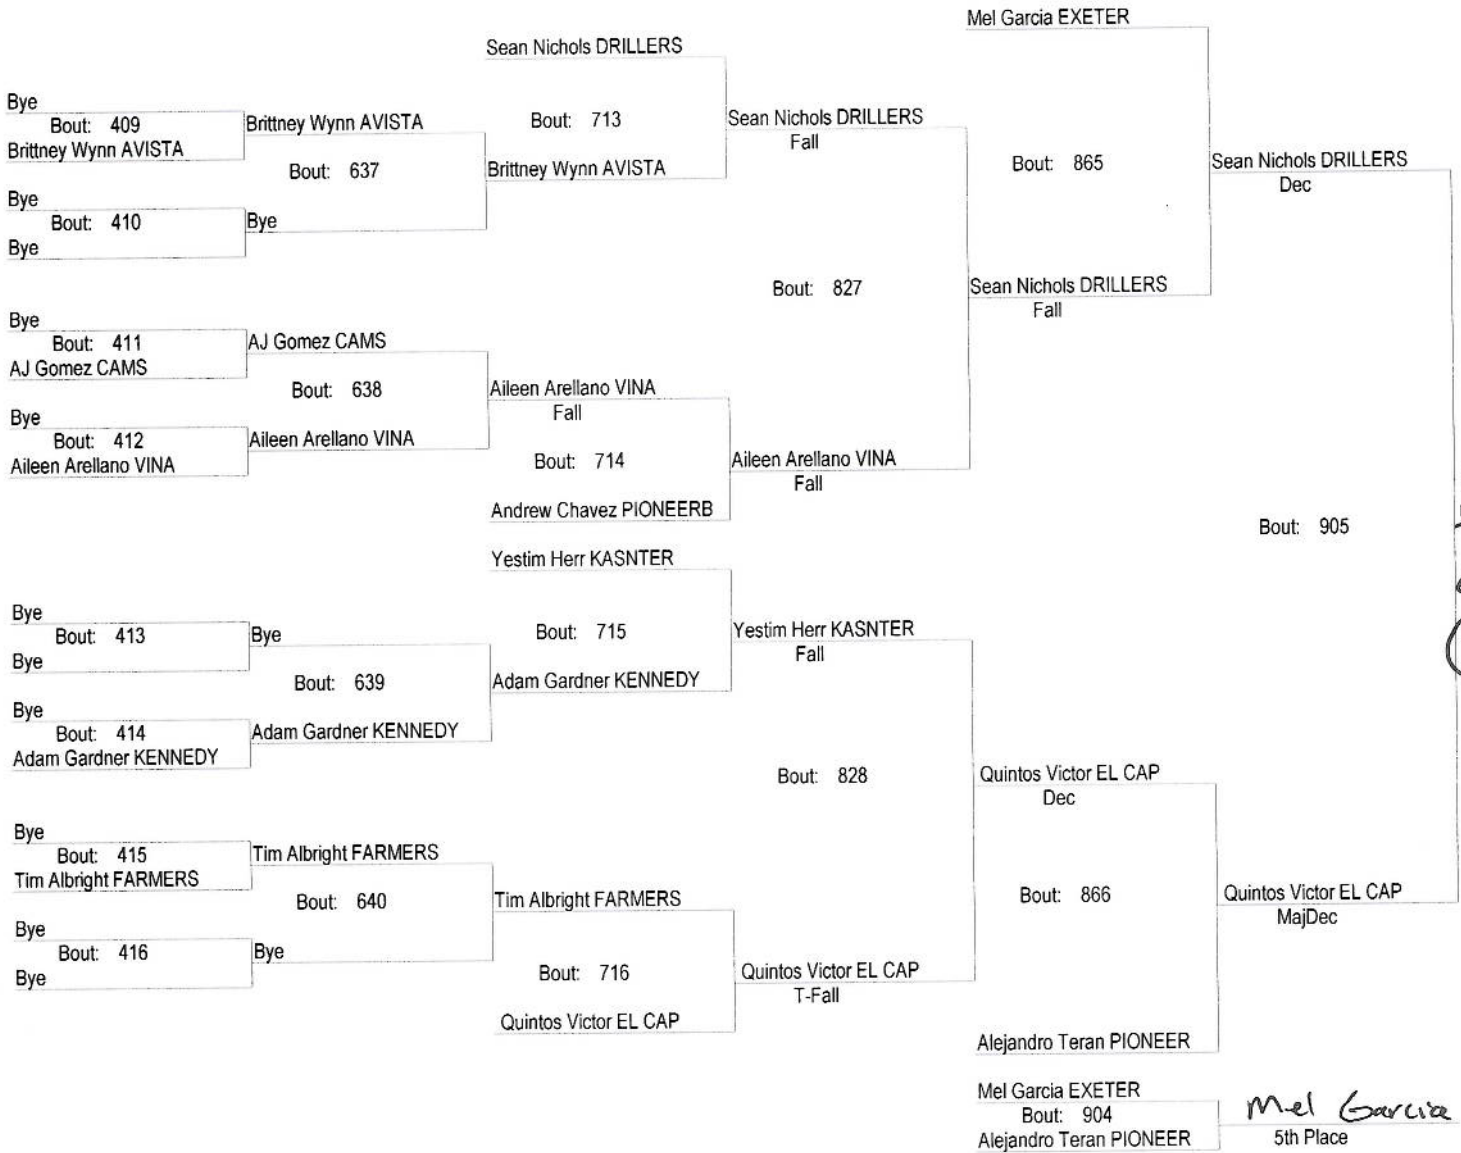 Mel Garcia EXETER
Sean Nichols DRILLERS
Bye
Bout: 409
Brittney Wynn AVISTA
Brittney Wynn AVISTA
Bout: 713
Sean Nichols DRILLERS
Fall
Bout: 637
Brittney Wynn AVISTA
Bout: 865
Sean Nichols DRILLERS
Dec
Bye
Bout: 410
Bye
Bye
Bout: 827
Sean Nichols DRILLERS
Fall
Bye
Bout: 411
AJ Gomez CAMS
AJ Gomez CAMS
Bout: 638
Aileen Arellano VINA
Fall
Bye
Bout: 412
Aileen Arellano VINA
Aileen Arellano VINA
Bout: 714
Aileen Arellano VINA
Fall
Andrew Chavez PIONEERB
Bout: 905
Yestim Herr KASNTER
Bye
Bout: 413
Bye
Bye
Bout: 715
Yestim Herr KASNTER
Fall
Bout: 639
Adam Gardner KENNEDY
Bye
Bout: 414
Adam Gardner KENNEDY
Adam Gardner KENNEDY
Bout: 828
Quintos Victor EL CAP
Dec
Bye
Bout: 415
Tim Albright FARMERS
Tim Albright FARMERS
Bout: 640
Tim Albright FARMERS
Bout: 866
Quintos Victor EL CAP
MajDec
Bye
Bout: 416
Bye
Bye
Bout: 716
Quintos Victor EL CAP
T-Fall
Quintos Victor EL CAP
Alejandro Teran PIONEER
Mel Garcia EXETER
Bout: 904
Alejandro Teran PIONEER
Mel Garcia
5th Place